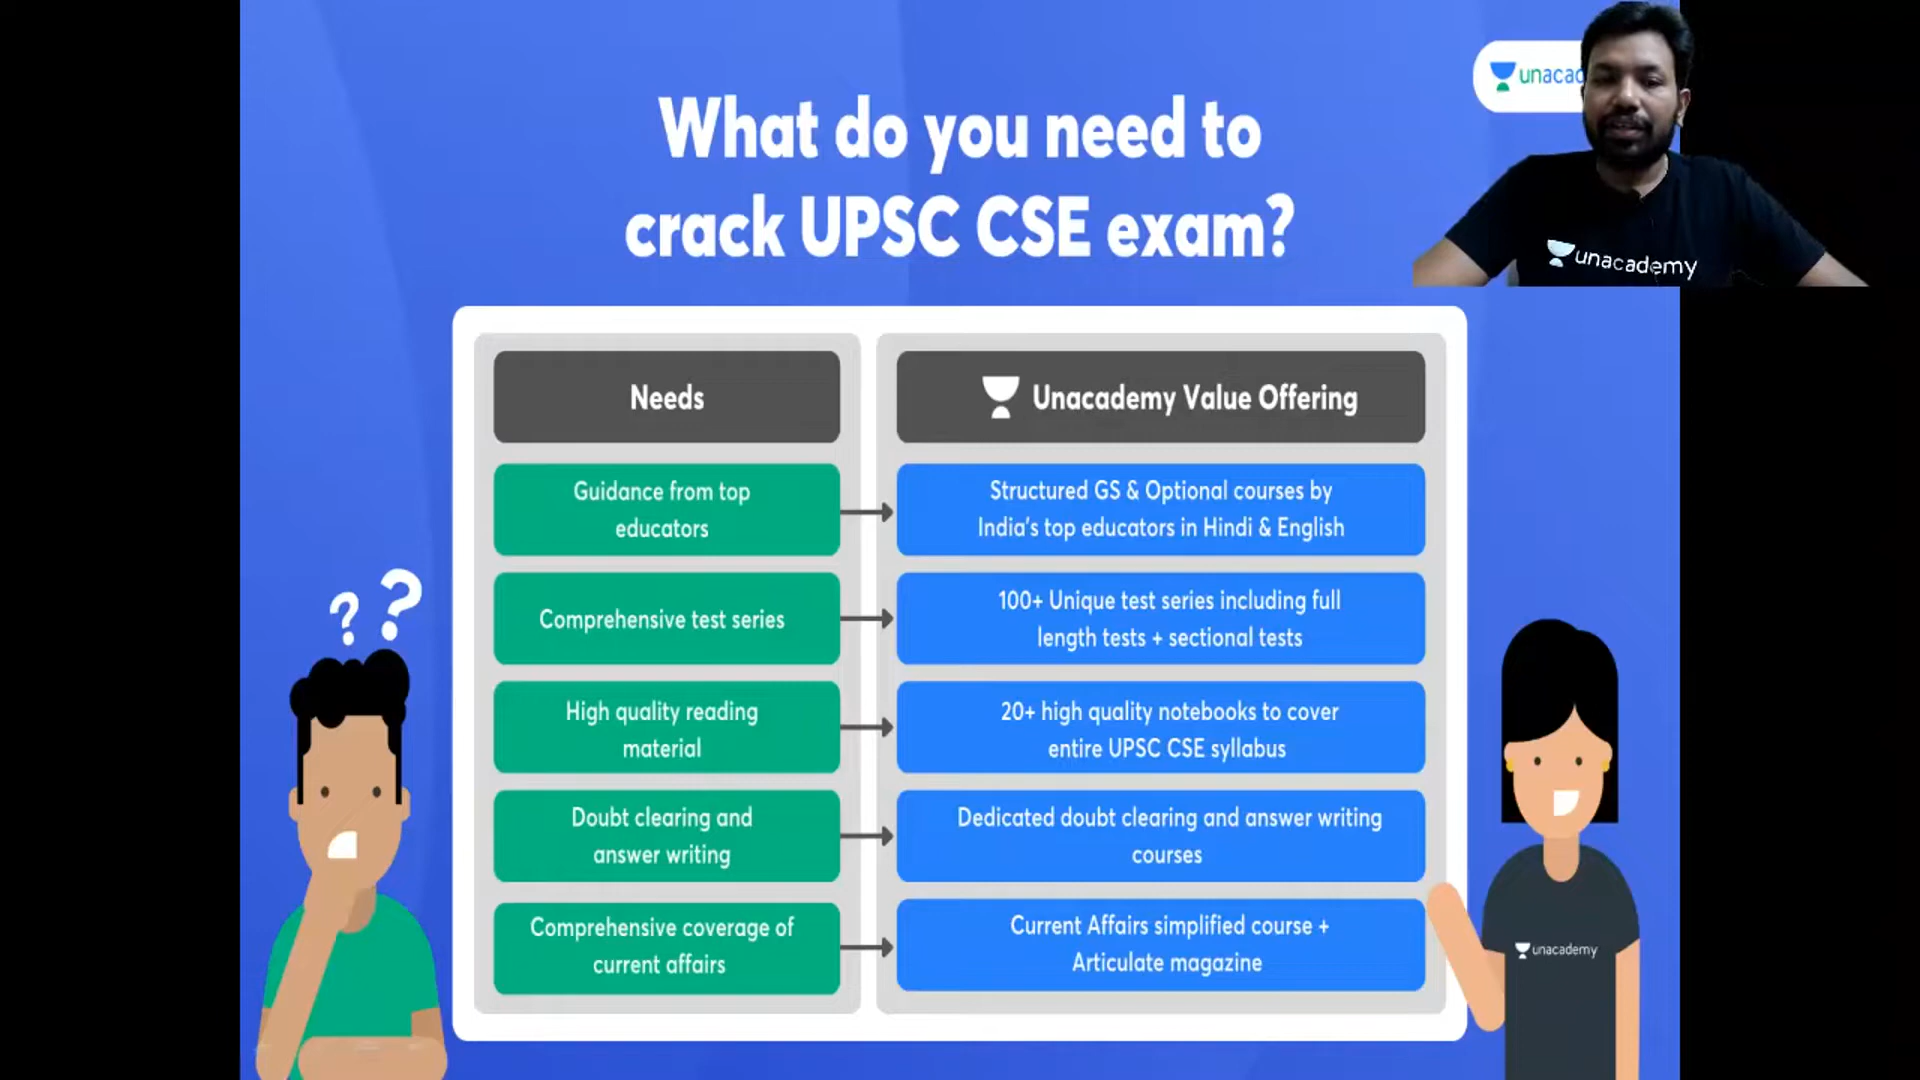 What do you need to
crack UPSC CSE exam?
unacademy
Needs
Unacademy Value Offering
Guidance from top
educators
Structured GS & Optional courses by
India's top educators in Hindi & English
Comprehensive test series
100+ Unique test series including full
length tests + sectional tests
High quality reading
material
20+ high quality notebooks to cover
entire UPSC CSE syllabus
Doubt clearing and
answer writing
Dedicated doubt clearing and answer writing
courses
Comprehensive coverage of
current affairs
Current Affairs simplified course +
Articulate magazine
? ?
unacademy